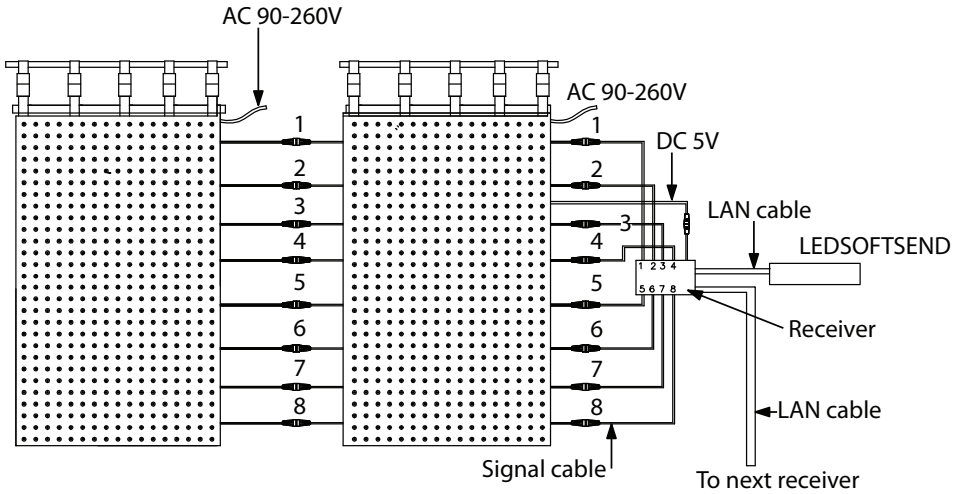 AC 90-260V
AC 90-260V
1
1
DC 5V
2
2
LAN cable
3
3
LEDSOFTSEND
4
4
1 2 3 4
5
5
5 6 7 8
Receiver
6
6
7
7
8
8
LAN cable
Signal cable
To next receiver